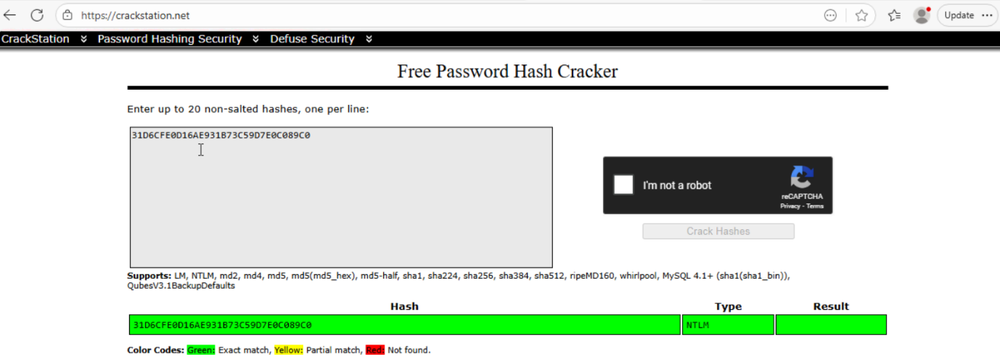 https://crackstation.net
Update
CrackStation Password Hashing Security Defuse Security
Free Password Hash Cracker
Enter up to 20 non-salted hashes, one per line:
31D6CFE0D16AE931B73C59D7E0C089C0
I'm not a robot
reCAPTCHA
Privacy - Terms
Crack Hashes
Supports: LM, NTLM, md2, md4, md5, md5(md5_hex), md5-half, sha1, sha224, sha256, sha384, sha512, ripeMD160, whirlpool, MySQL 4.1+ (sha1(sha1_bin)),
QubesV3.1BackupDefaults
Hash Type Result
31D6CFE0D16AE931B73C59D7E0C089C0 NTLM
Color Codes: Green: Exact match, Yellow: Partial match, Red: Not found.